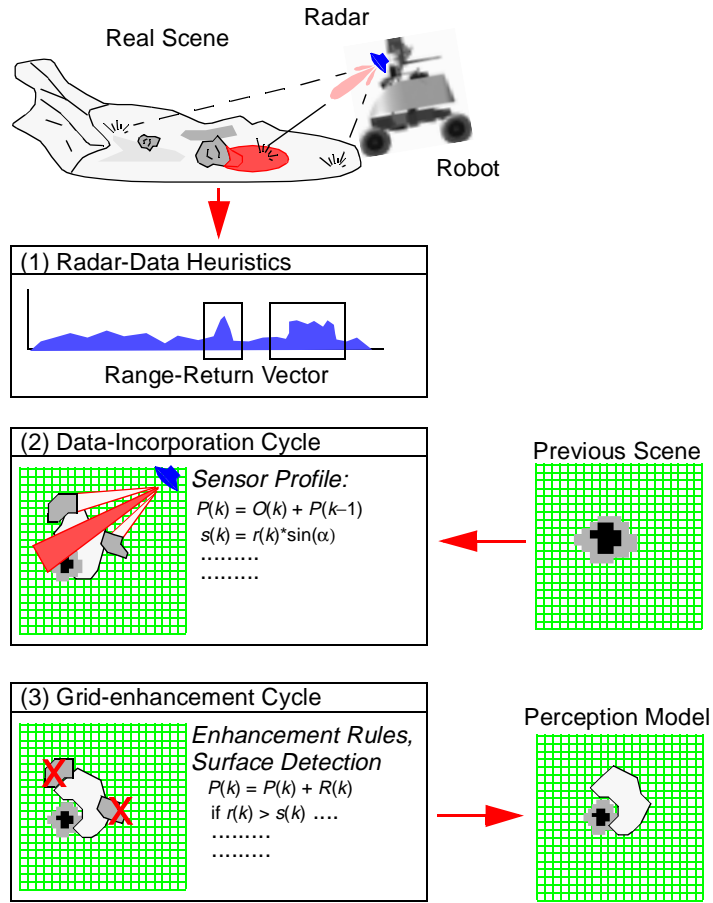 Radar
Real Scene
Robot
(1) Radar-Data Heuristics
Range-Return Vector
(2) Data-Incorporation Cycle
Sensor Profile:
P(k) = O(k) + P(k–1)
s(k) = r(k)*sin(α)
.........
.........
Previous Scene
(3) Grid-enhancement Cycle
Enhancement Rules,
Surface Detection
P(k) = P(k) + R(k)
if r(k) > s(k) ....
.........
.........
Perception Model
X
X